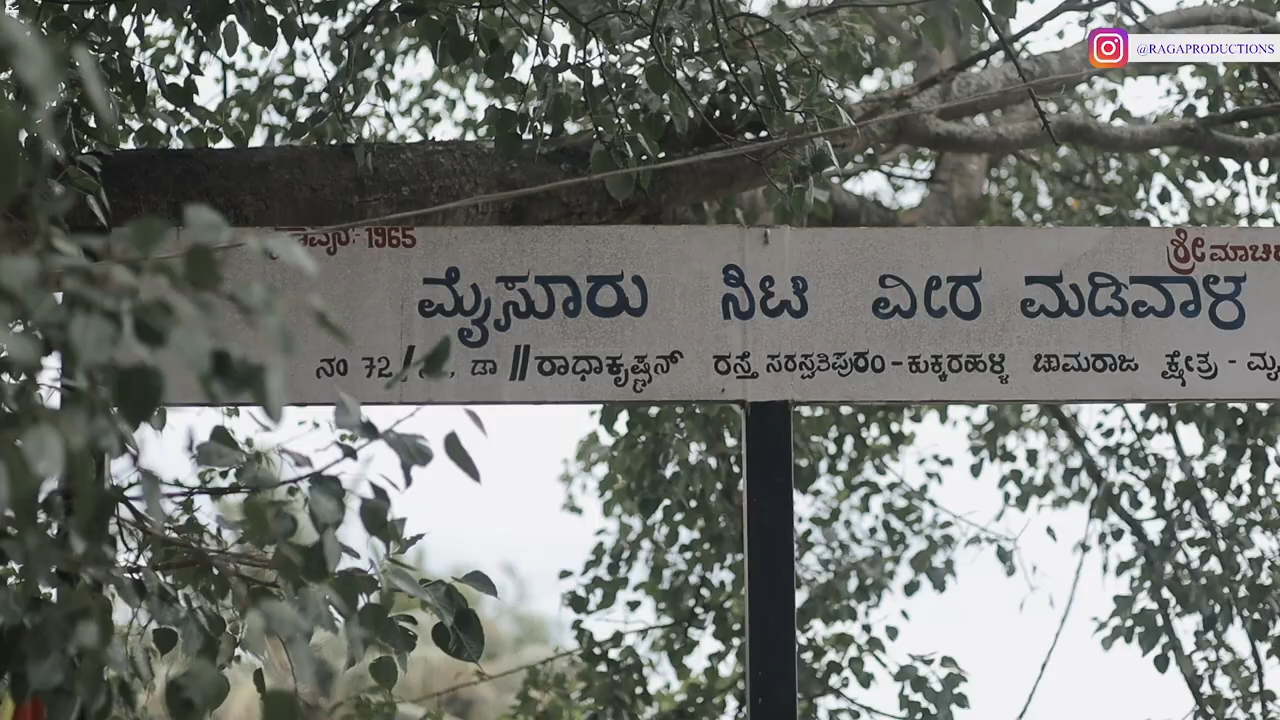 @RAGAPRODUCTIONS
1965
ಶ್ರೀ ಮಾಚಿ
ಮೈಸೂರು ನಿಟಿ ವೀರ ಮಡಿವಾಳ
ನಂ 72/ ಡಾ || ರಾಧಾಕೃಷ್ಣನ್ ರಸ್ತೆ ಸರಸ್ವತಿಪುರಂ - ಕುಕ್ಕರಹಳ್ಳಿ ಚಾಮರಾಜ ಕ್ಷೇತ್ರ - ಮೈ